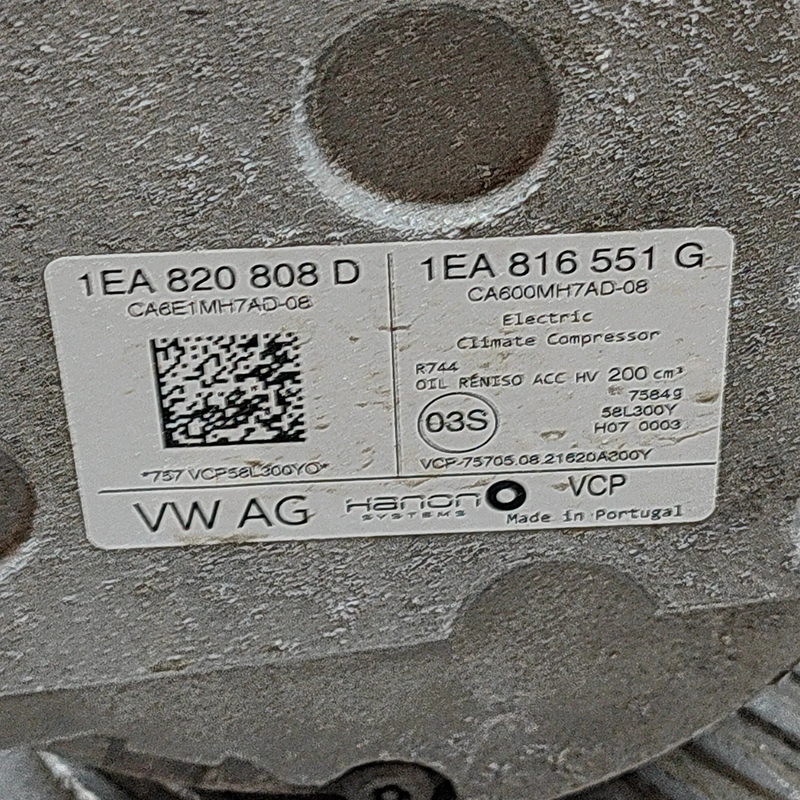 1EA 820 808 D
CA6E1MH7AD-08
*757 VCP58L300YO*
1EA 816 551 G
CA600MH7AD-08
Electric
Climate Compressor
R744
OIL RENISO ACC HV 200 cm³
7584g
03S
58L300Y
H07 0003
VCP-75705.08.21620A200Y
VW AG
Hanon
SYSTEMS
VCP
Made in Portugal